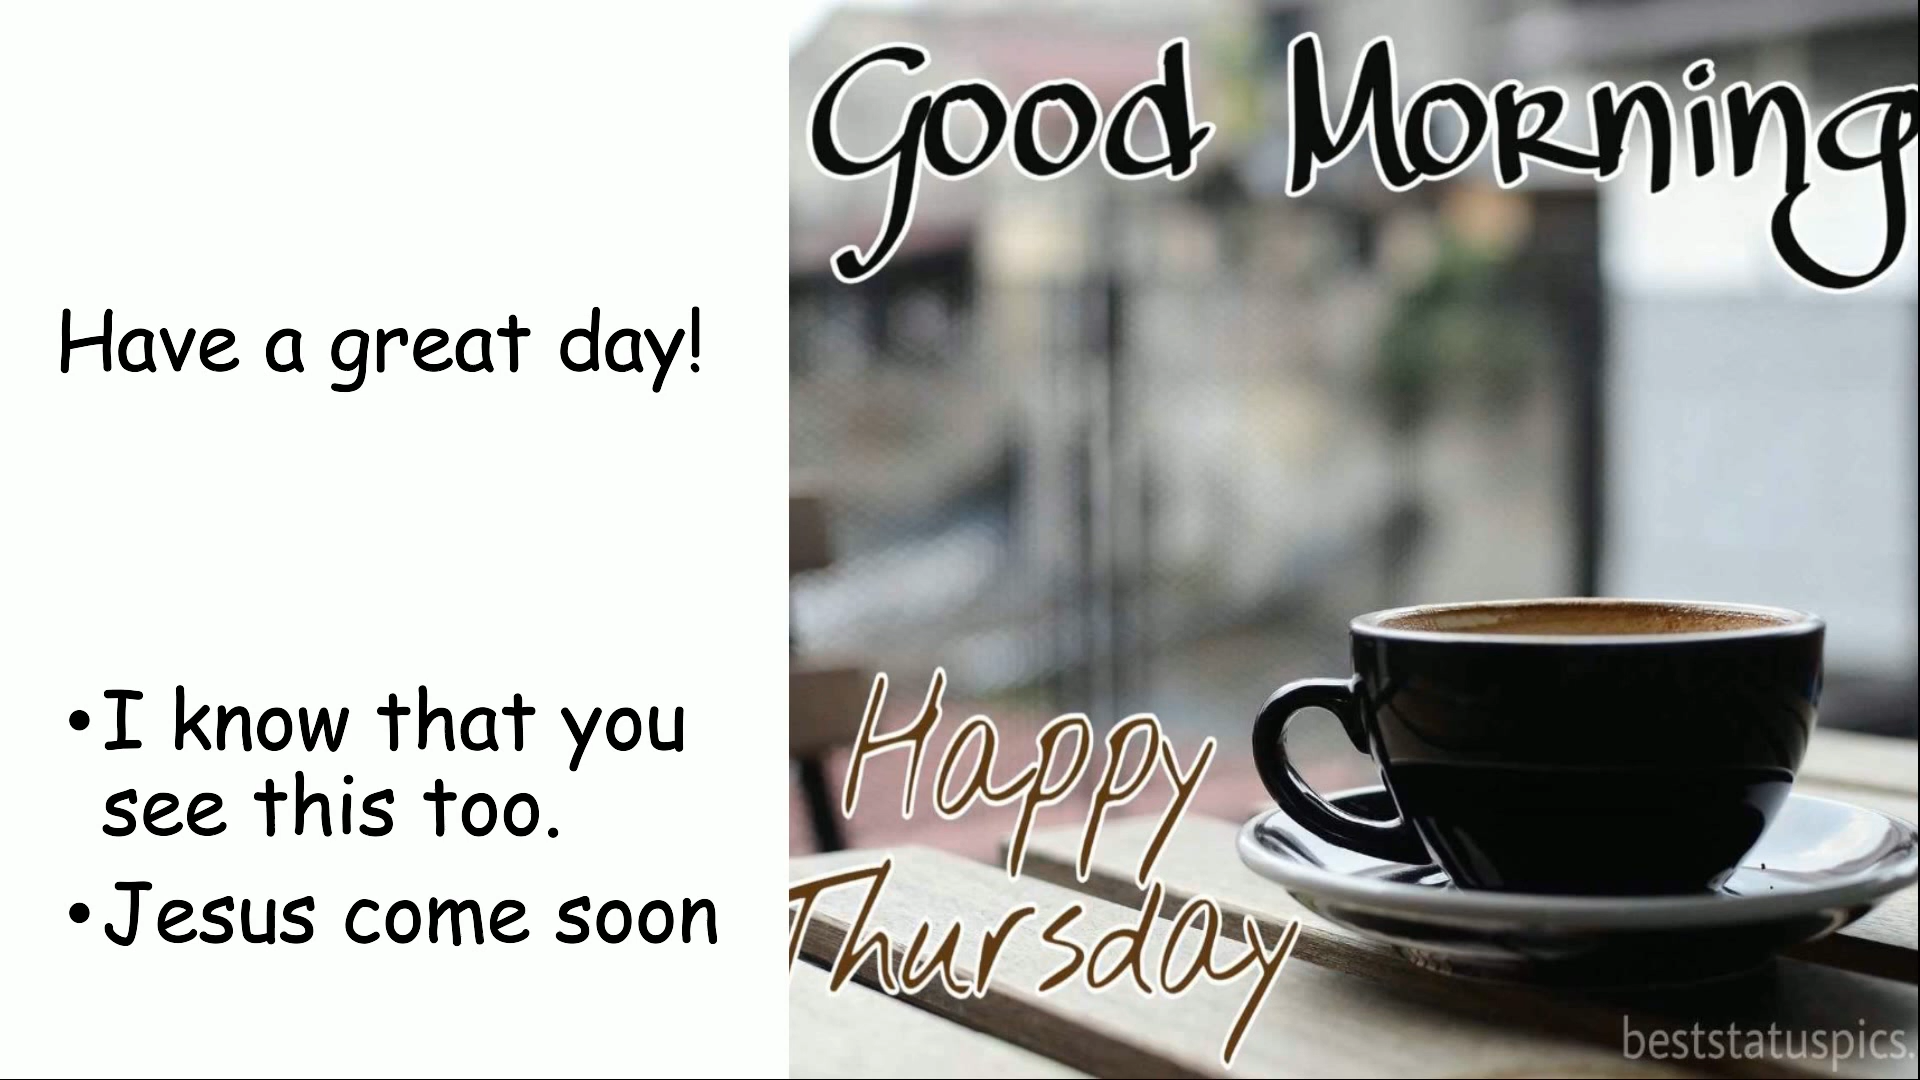 Have a great day!
• I know that you
see this too.
• Jesus come soon
Good Morning
Happy
Thursday
beststatuspics.